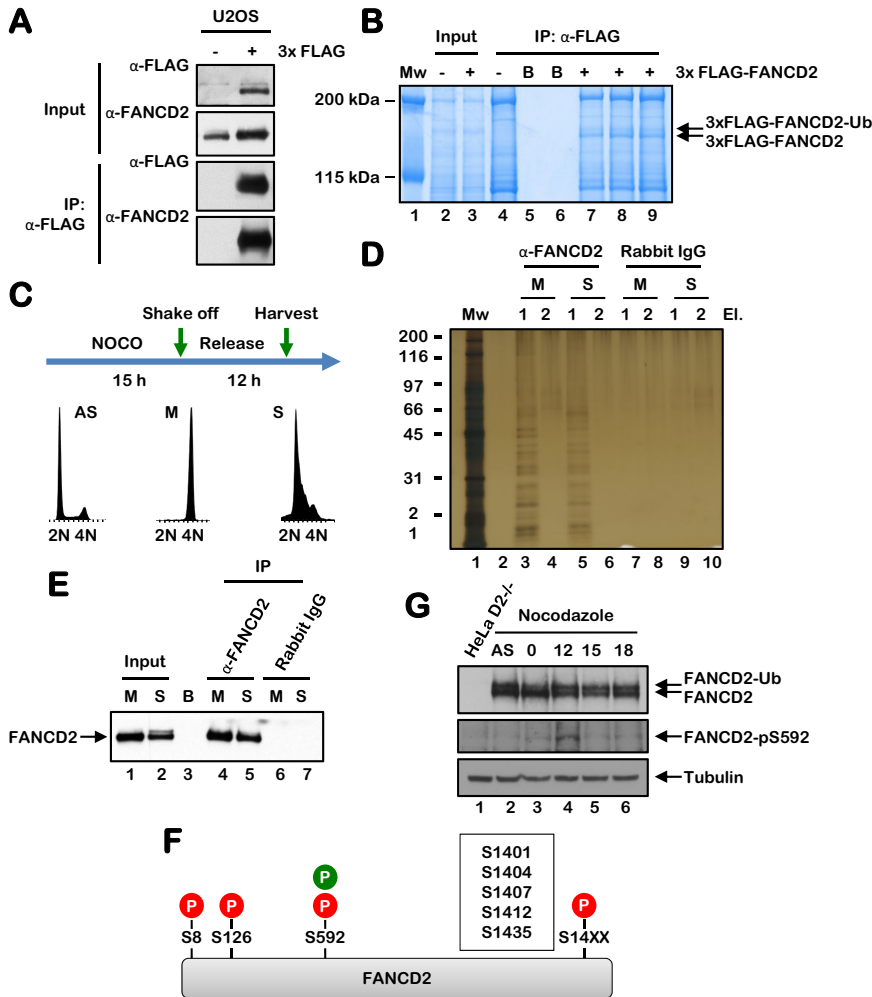 A
U2OS
- + 3x FLAG
α-FLAG
Input
α-FANCD2
α-FLAG
IP:
α-FLAG
α-FANCD2
B
Input IP: α-FLAG
Mw - + - B B + + + 3x FLAG-FANCD2
200 kDa
3xFLAG-FANCD2-Ub
3xFLAG-FANCD2
115 kDa
1 2 3 4 5 6 7 8 9
C
Shake off Harvest
NOCO Release
15 h 12 h
AS M S
2N 4N 2N 4N 2N 4N
D
α-FANCD2 Rabbit IgG
M S M S
Mw 1 2 1 2 1 2 1 2 El.
200
116
97
66
45
31
2
1
1 2 3 4 5 6 7 8 9 10
E
IP
Input α-FANCD2 Rabbit IgG
M S B M S M S
FANCD2
1 2 3 4 5 6 7
G
HeLa D2-/-
Nocodazole
AS 0 12 15 18
FANCD2-Ub
FANCD2
FANCD2-pS592
Tubulin
1 2 3 4 5 6
F
S1401
S1404
S1407
S1412
S1435
P
P P P P
S8 S126 S592 S14XX
FANCD2